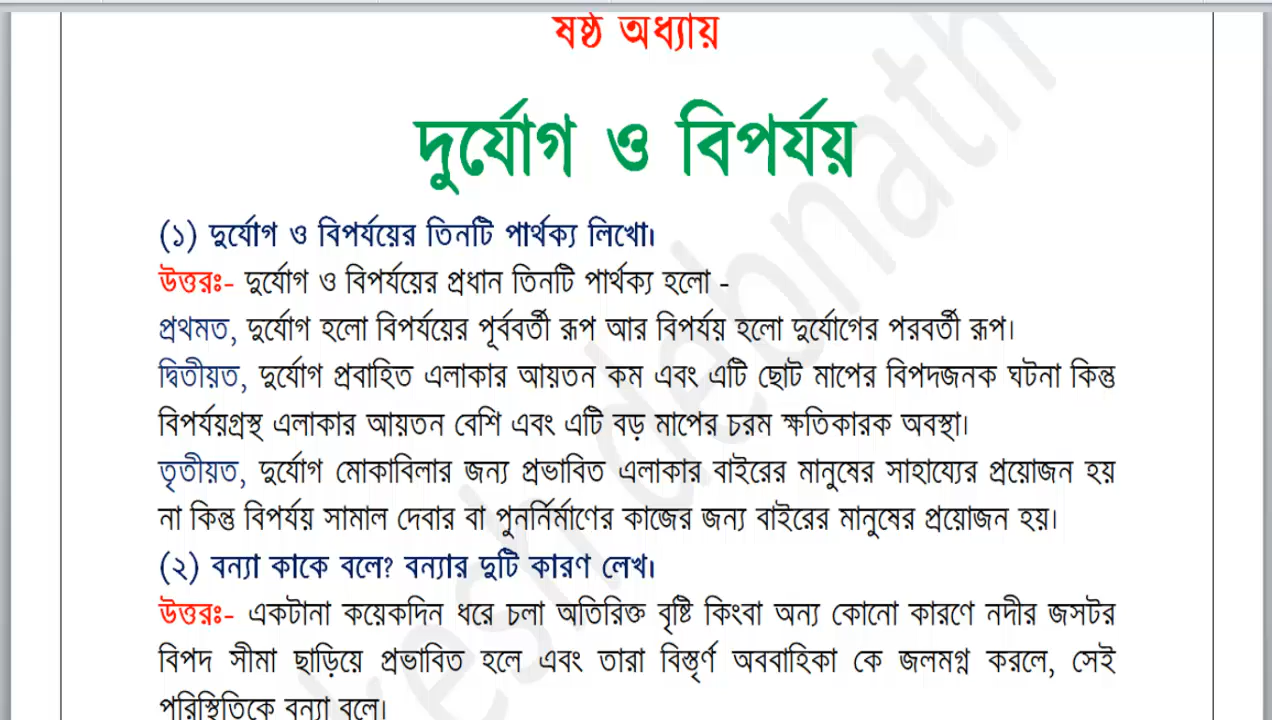 ষষ্ঠ অধ্যায়
দুর্যোগ ও বিপর্যয়
(১) দুর্যোগ ও বিপর্যয়ের তিনটি পার্থক্য লিখো।
উত্তরঃ- দুর্যোগ ও বিপর্যয়ের প্রধান তিনটি পার্থক্য হলো -
প্রথমত, দুর্যোগ হলো বিপর্যয়ের পূর্ববর্তী রূপ আর বিপর্যয় হলো দুর্যোগের পরবর্তী রূপ।
দ্বিতীয়ত, দুর্যোগ প্রবাহিত এলাকার আয়তন কম এবং এটি ছোট মাপের বিপদজনক ঘটনা কিন্তু
বিপর্যয়গ্রস্থ এলাকার আয়তন বেশি এবং এটি বড় মাপের চরম ক্ষতিকারক অবস্থা।
তৃতীয়ত, দুর্যোগ মোকাবিলার জন্য প্রভাবিত এলাকার বাইরের মানুষের সাহায্যের প্রয়োজন হয়
না কিন্তু বিপর্যয় সামাল দেবার বা পুনর্নির্মাণের কাজের জন্য বাইরের মানুষের প্রয়োজন হয়।
(২) বন্যা কাকে বলে? বন্যার দুটি কারণ লেখ।
উত্তরঃ- একটানা কয়েকদিন ধরে চলা অতিরিক্ত বৃষ্টি কিংবা অন্য কোনো কারণে নদীর জসটর
বিপদ সীমা ছাড়িয়ে প্রভাবিত হলে এবং তারা বিস্তৃর্ণ অববাহিকা কে জলমগ্ন করলে, সেই
পরিস্থিতিকে বন্যা বলে।
esh debnath